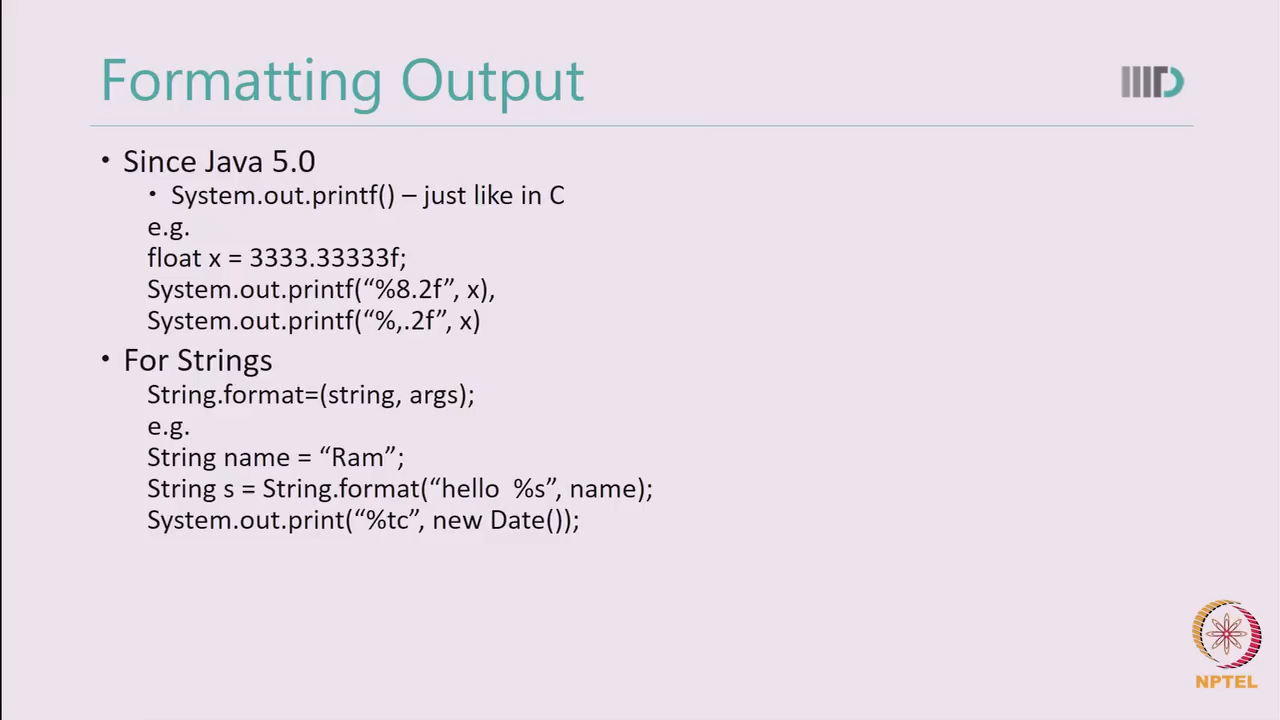 Formatting Output
• Since Java 5.0
• System.out.printf() – just like in C
e.g.
float x = 3333.33333f;
System.out.printf(“%8.2f”, x),
System.out.printf(“%,.2f”, x)
• For Strings
String.format=(string, args);
e.g.
String name = “Ram”;
String s = String.format(“hello  %s”, name);
System.out.print(“%tc”, new Date());
NPTEL